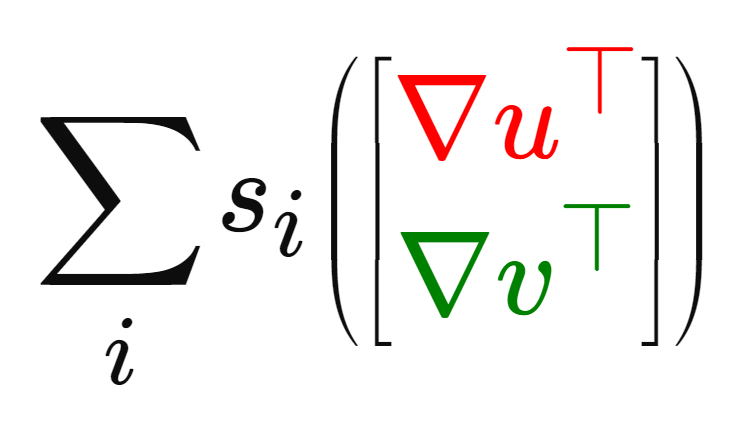 \sum_i s_i \left( \begin{bmatrix} \nabla u^\top \\ \nabla v^\top \end{bmatrix} \right)